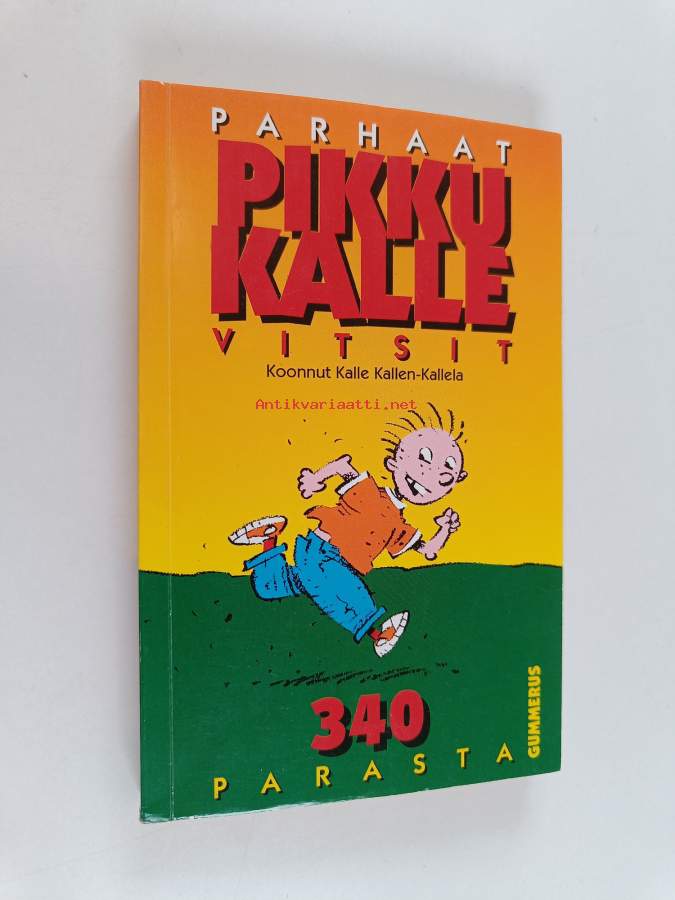 PARHAAT
PIKKU
KALLE
VITSIT
Koonnut Kalle Kallen-Kallela
Antikvariaatti.net
340
PARASTA
GUMMERUS